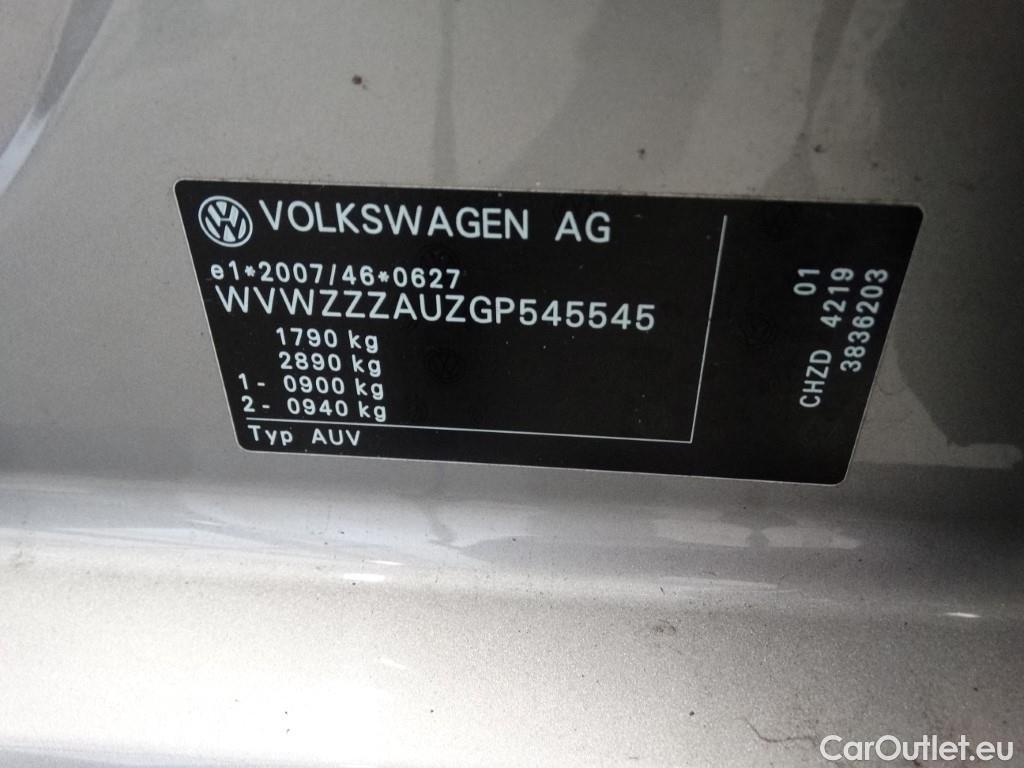 VOLKSWAGEN AG
e1*2007/46*0627
WVWZZZAUZGP545545
1790 kg
2890 kg
1- 0900 kg
2- 0940 kg
Typ AUV
01
CHZD 4219
3836203
CarOutlet.eu